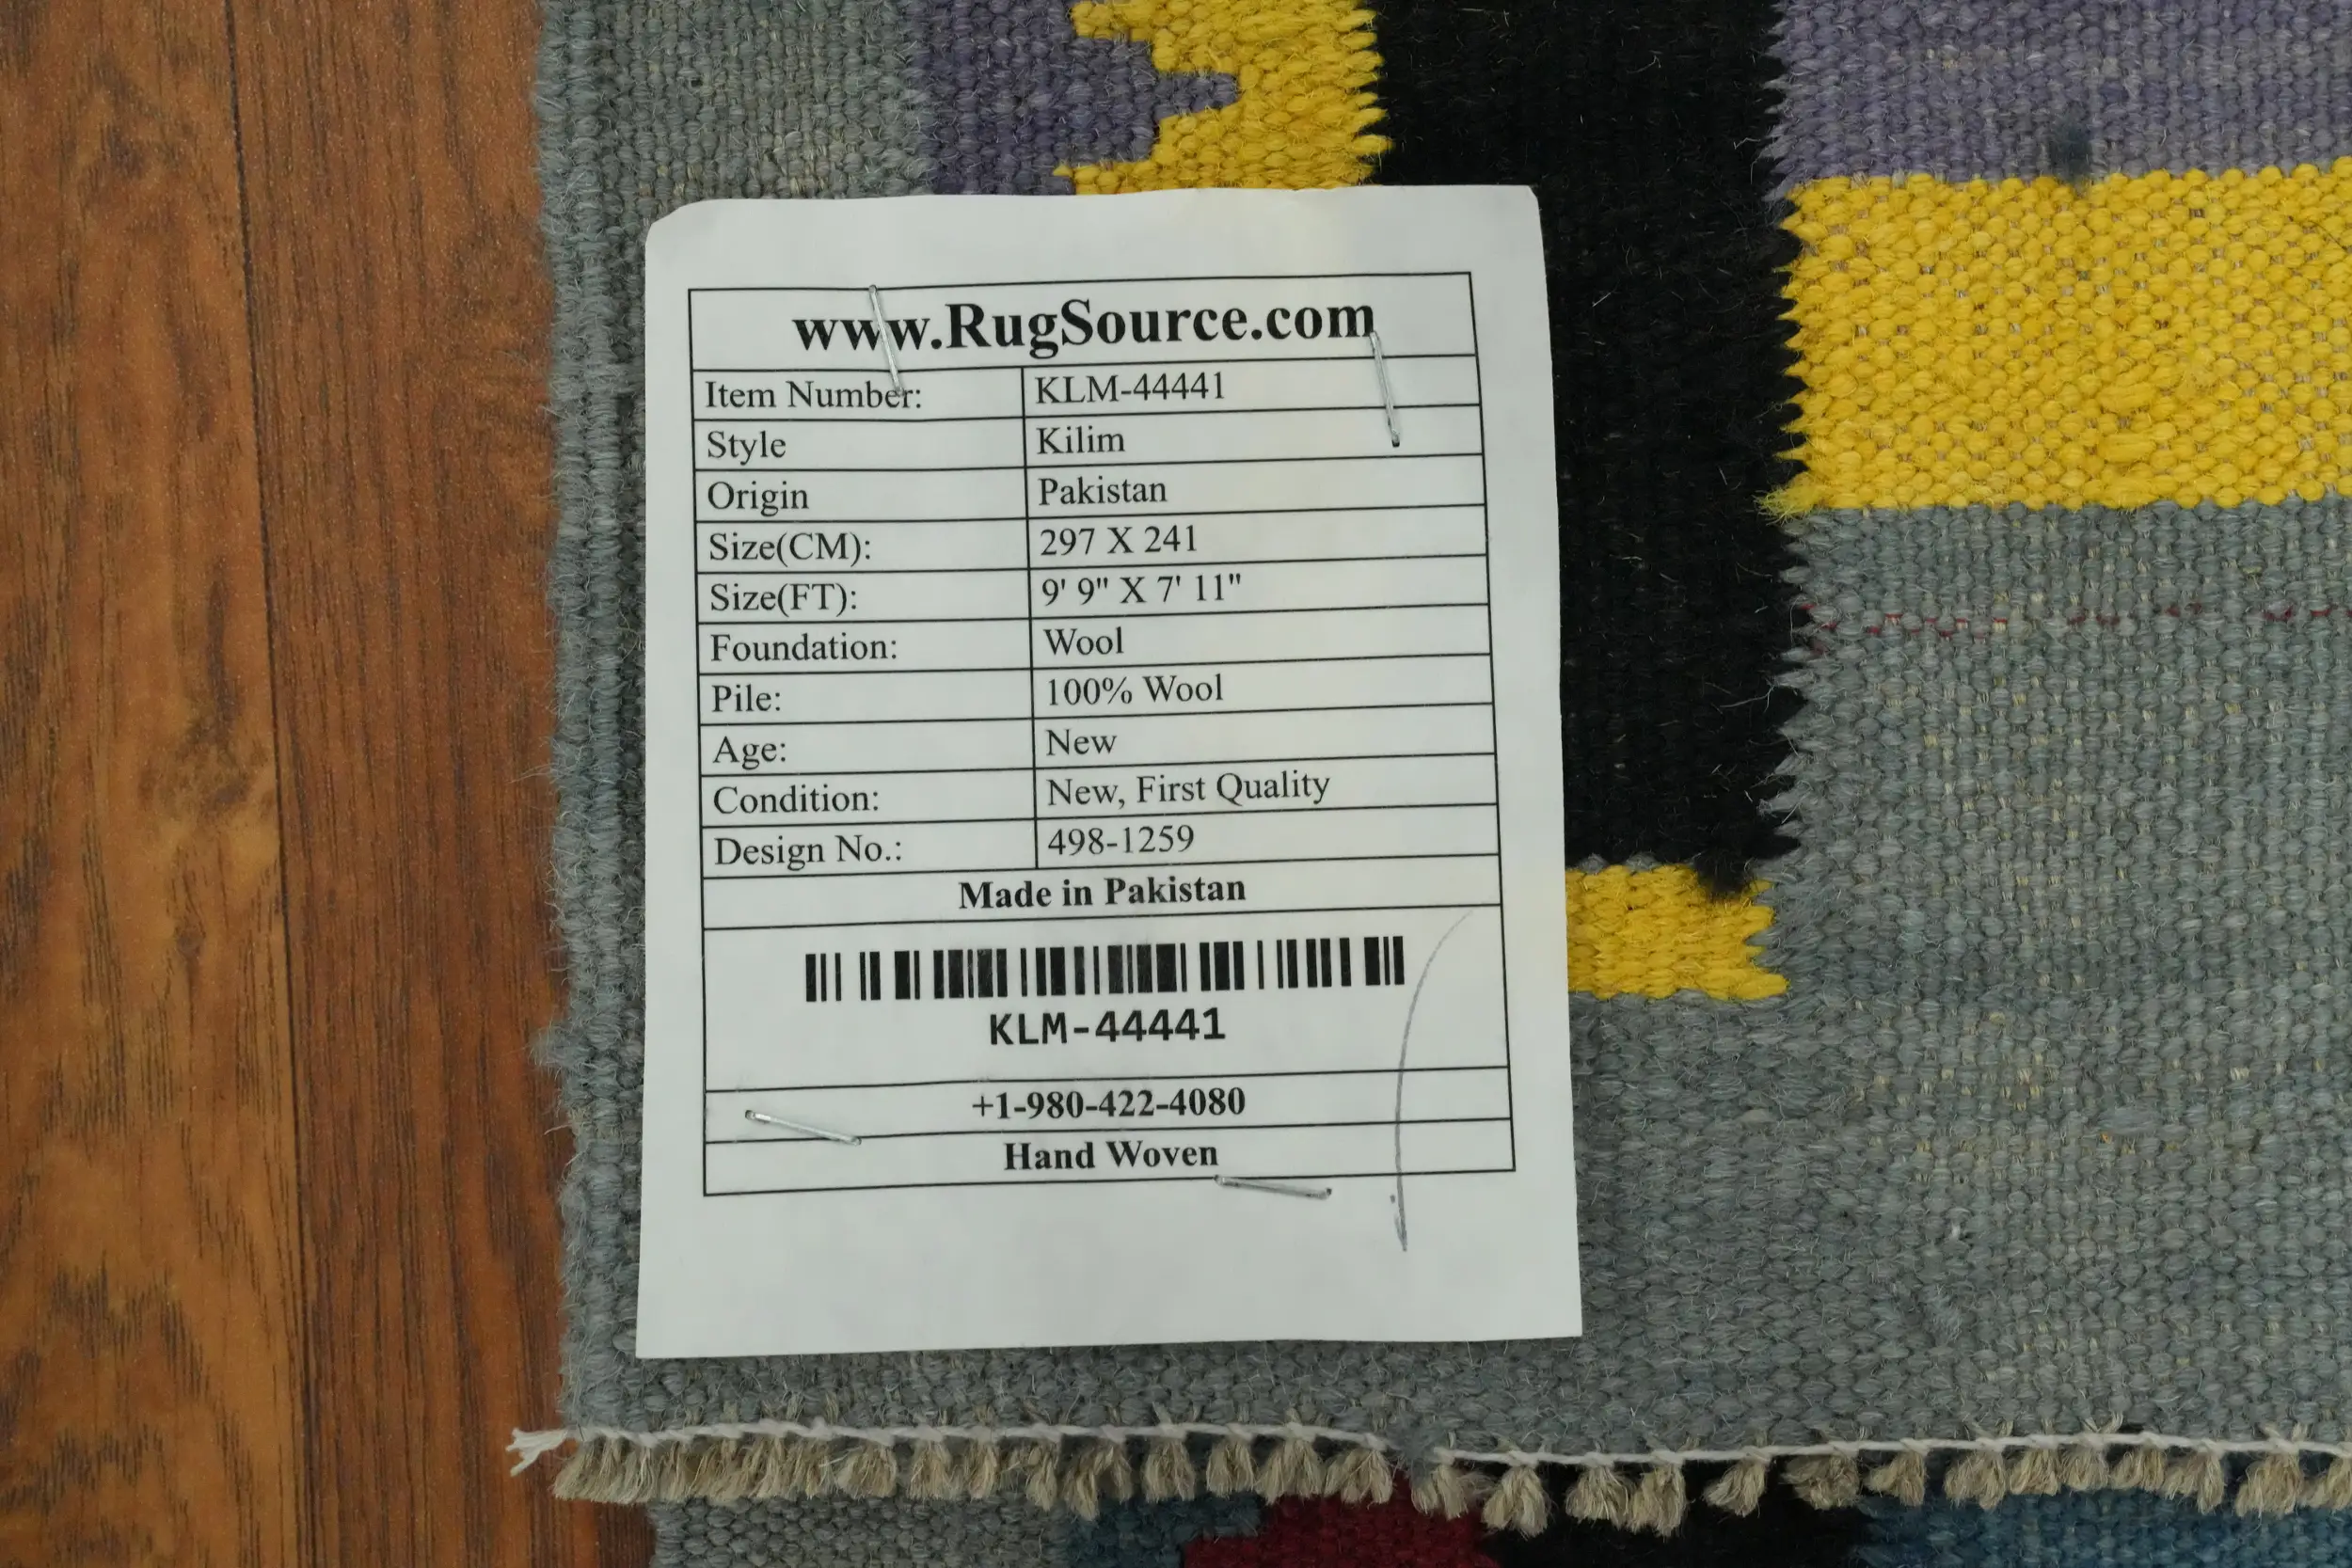 www.RugSource.com
Item Number: KLM-44441
Style Kilim
Origin Pakistan
Size(CM): 297 X 241
Size(FT): 9' 9" X 7' 11"
Foundation: Wool
Pile: 100% Wool
Age: New
Condition: New, First Quality
Design No.: 498-1259
Made in Pakistan
KLM-44441
+1-980-422-4080
Hand Woven